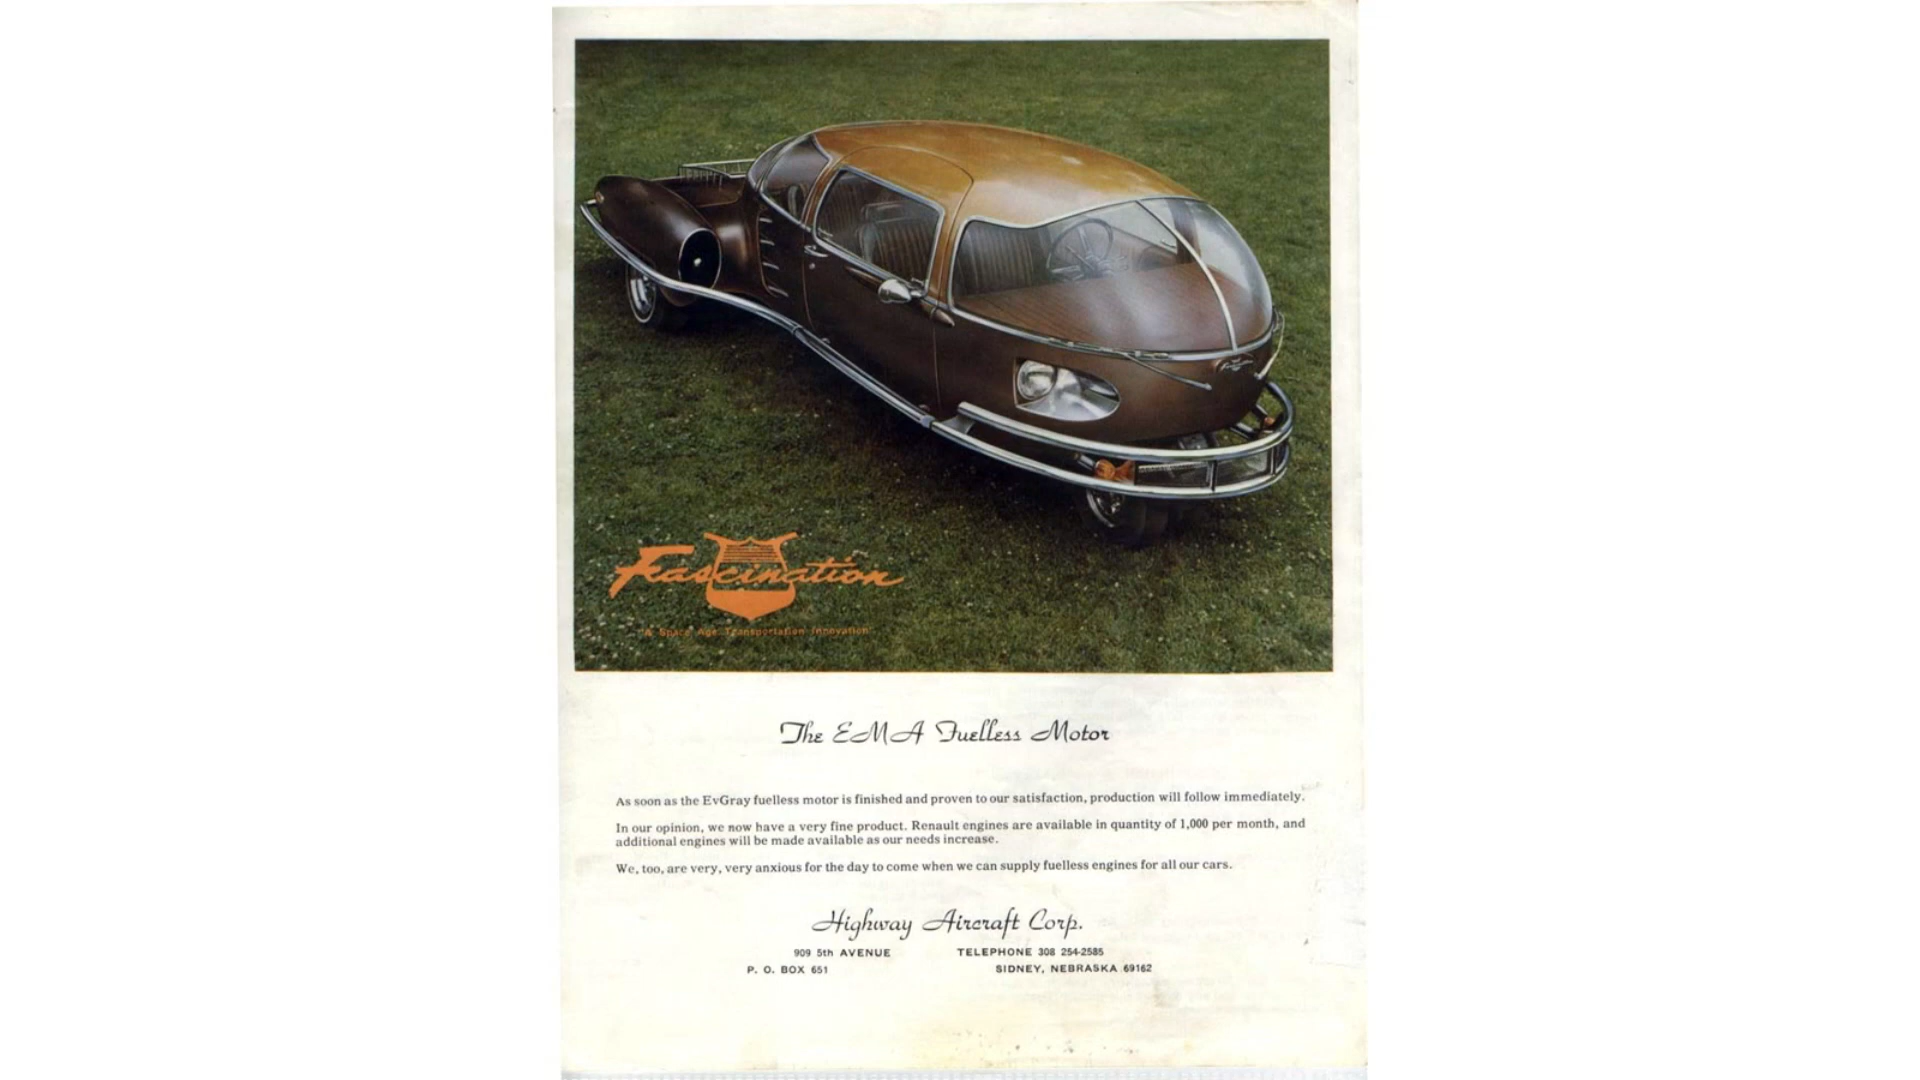 Fascination
"A Space Age Transportation Innovation"
The EMA Fuelless Motor
As soon as the EvGray fuelless motor is finished and proven to our satisfaction, production will follow immediately.
In our opinion, we now have a very fine product. Renault engines are available in quantity of 1,000 per month, and
additional engines will be made available as our needs increase.
We, too, are very, very anxious for the day to come when we can supply fuelless engines for all our cars.
Highway Aircraft Corp.
909 5th AVENUE TELEPHONE 308 254-2585
P. O. BOX 651 SIDNEY, NEBRASKA 69162